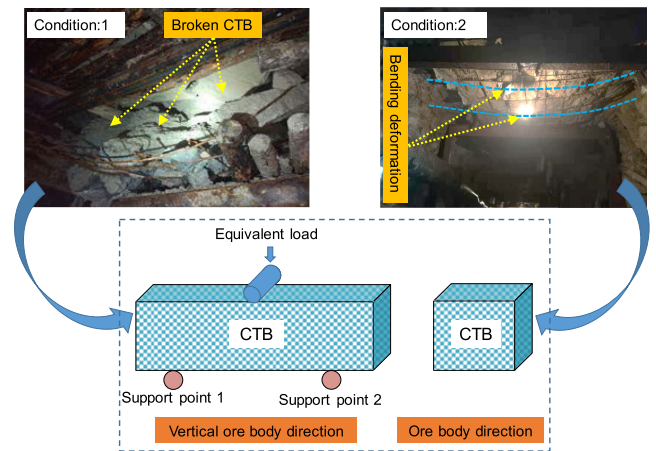 Condition:1
Broken CTB
Condition:2
Bending deformation
Equivalent load
CTB
CTB
Support point 1
Support point 2
Vertical ore body direction
Ore body direction